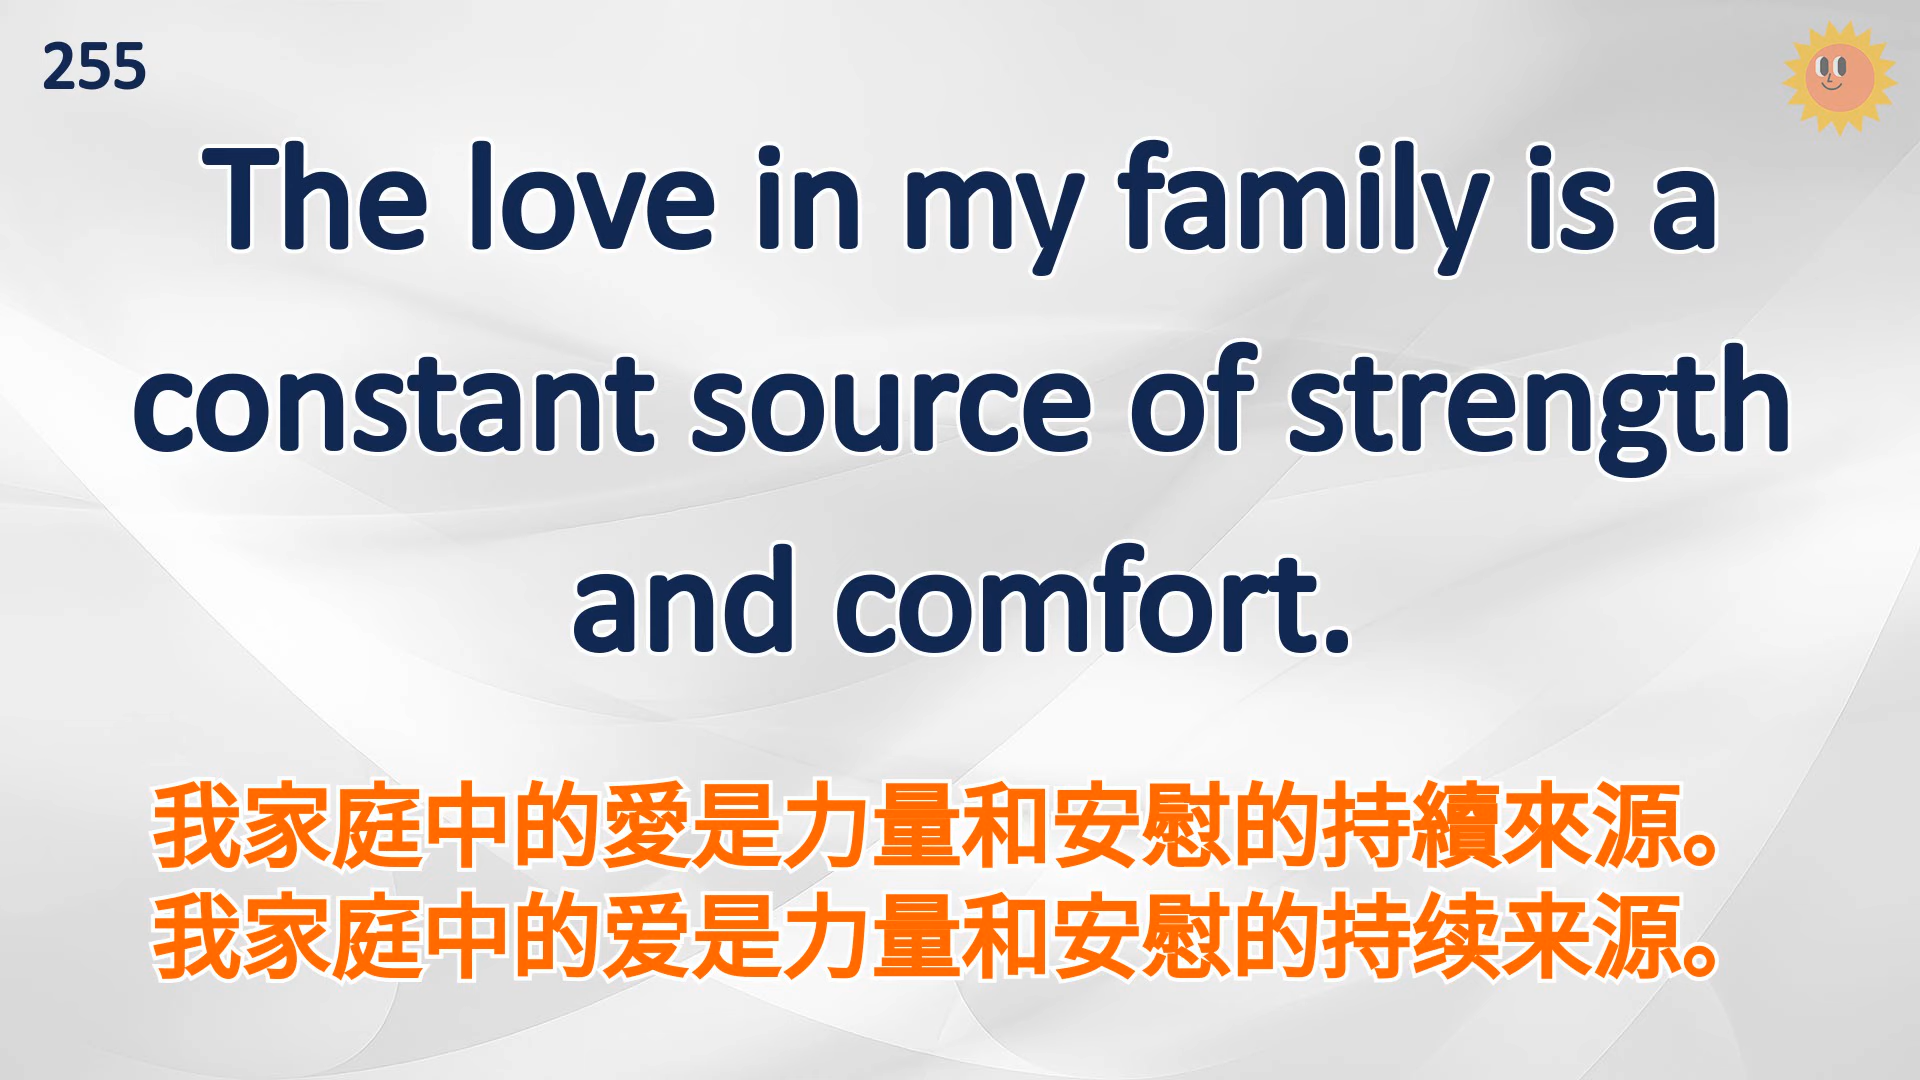 255
The love in my family is a
constant source of strength
and comfort.
我家庭中的愛是力量和安慰的持續來源。
我家庭中的爱是力量和安慰的持续来源。